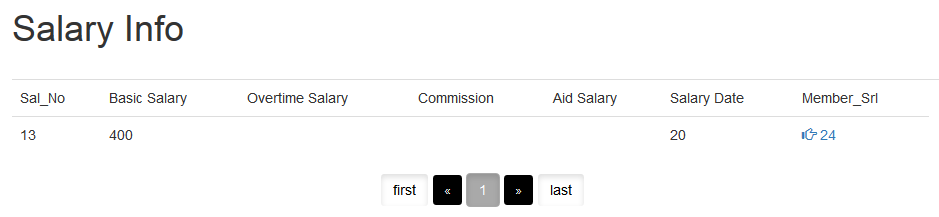 Salary Info
Sal_No Basic Salary Overtime Salary Commission Aid Salary Salary Date Member_Srl
13 400 20 24
first « 1 » last